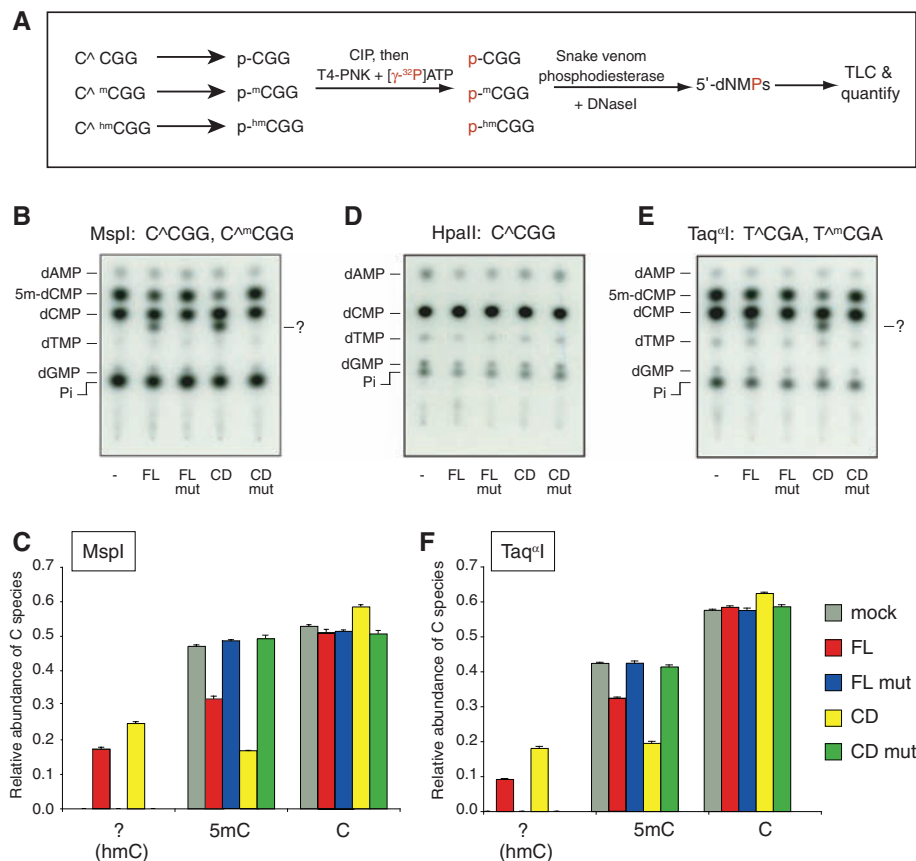 A
C^ CGG
p-CGG
CIP, then
T4-PNK + [γ-³²P]ATP
p-CGG
Snake venom
phosphodiesterase
+ DNaseI
5'-dNMPs
TLC &
quantify
C^ ᵐCGG
p-ᵐCGG
p-ᵐCGG
C^ ʰᵐCGG
p-ʰᵐCGG
p-ʰᵐCGG
B
MspI: C^CGG, C^ᵐCGG
dAMP
5m-dCMP
dCMP
?
dTMP
dGMP
Pi
- FL FL mut CD CD mut
D
HpaII: C^CGG
dAMP
dCMP
dTMP
dGMP
Pi
- FL FL mut CD CD mut
E
TaqᵅI: T^CGA, T^ᵐCGA
dAMP
5m-dCMP
dCMP
?
dTMP
dGMP
Pi
- FL FL mut CD CD mut
C
MspI
Relative abundance of C species
0.7
0.6
0.5
0.4
0.3
0.2
0.1
0.0
? (hmC) 5mC C
F
TaqᵅI
Relative abundance of C species
0.7
0.6
0.5
0.4
0.3
0.2
0.1
0.0
? (hmC) 5mC C
mock
FL
FL mut
CD
CD mut